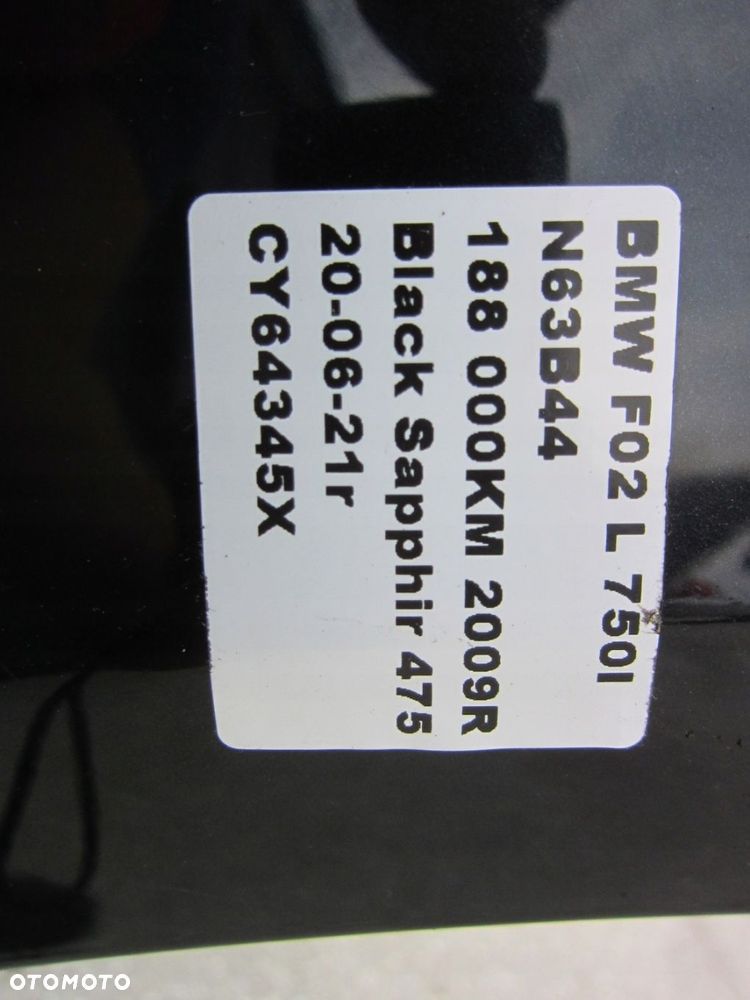 BMW F02 L 750I
N63B44
188 000KM 2009R
Black Sapphir 475
20-06-21r
CY64345X
OTOMOTO